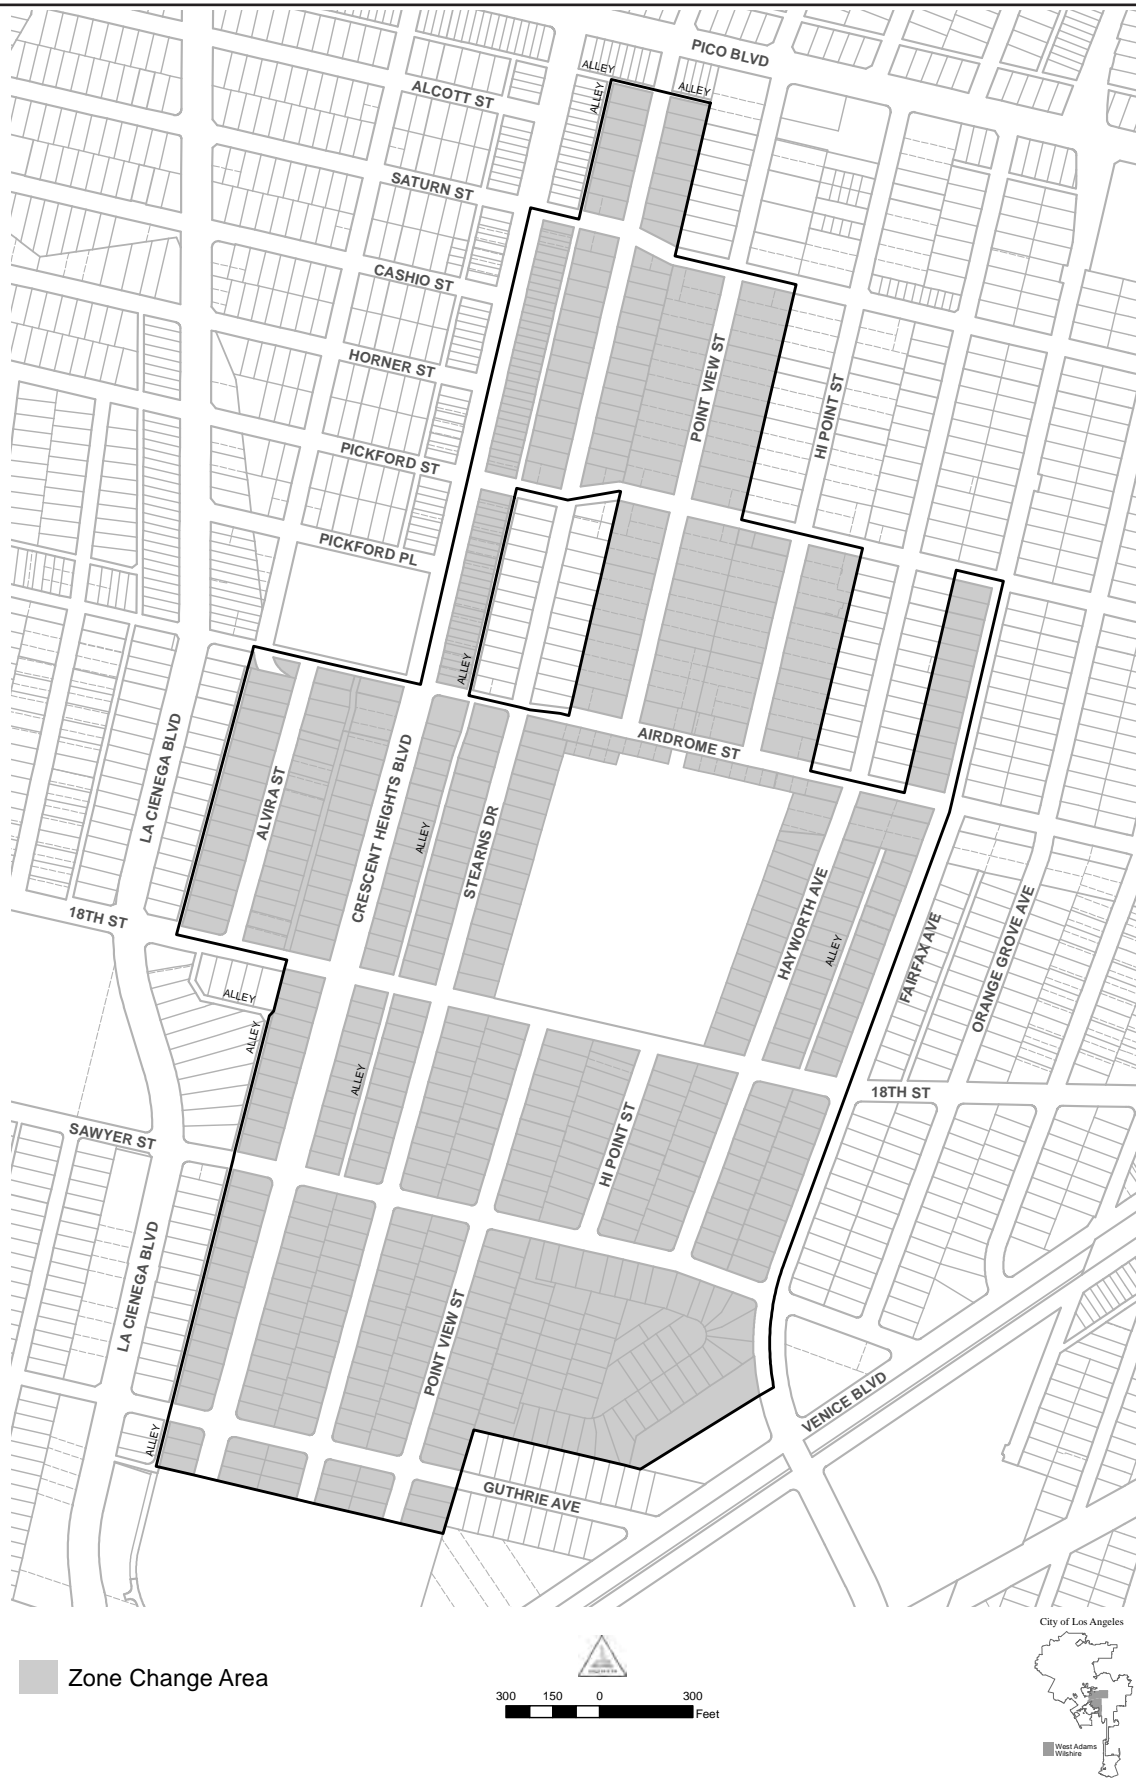 PICO BLVD
ALLEY
ALLEY
ALLEY
ALCOTT ST
SATURN ST
CASHIO ST
HORNER ST
POINT VIEW ST
HI POINT ST
PICKFORD ST
PICKFORD PL
ALLEY
AIRDROME ST
LA CIENEGA BLVD
ALVIRA ST
CRESCENT HEIGHTS BLVD
ALLEY
STEARNS DR
HAYWORTH AVE
ALLEY
FAIRFAX AVE
ORANGE GROVE AVE
18TH ST
ALLEY
ALLEY
ALLEY
18TH ST
HI POINT ST
SAWYER ST
LA CIENEGA BLVD
POINT VIEW ST
VENICE BLVD
ALLEY
GUTHRIE AVE
Zone Change Area
300 150 0 300
Feet
City of Los Angeles
West Adams
Wilshire